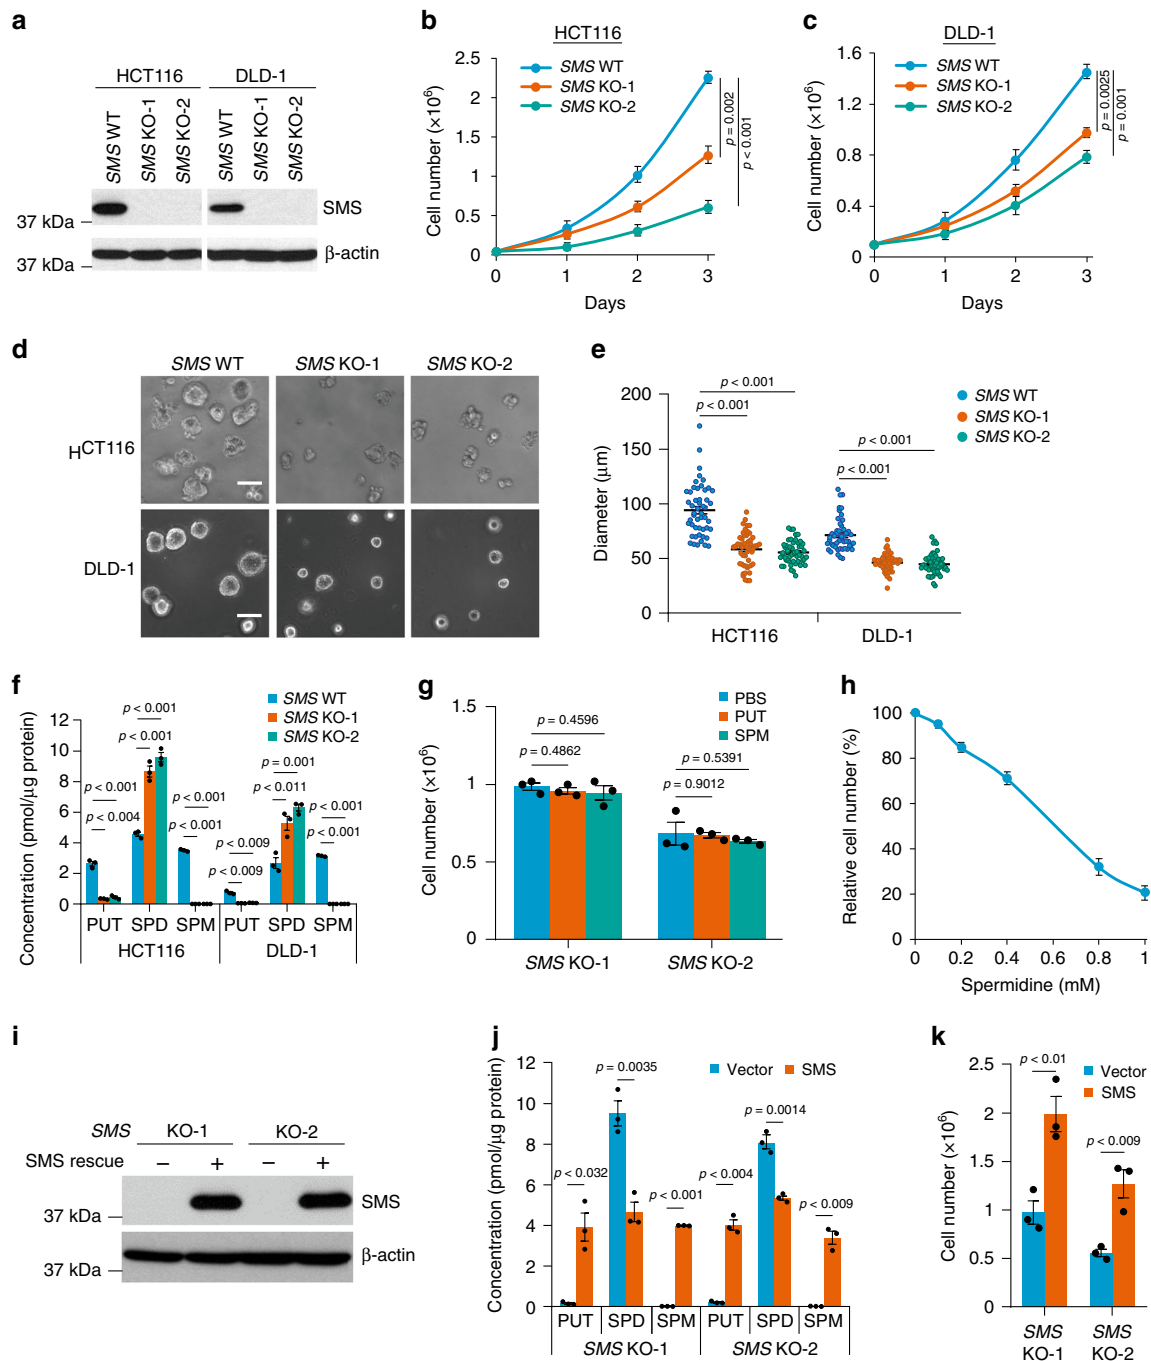 a
HCT116 DLD-1
SMS WT
SMS KO-1
SMS KO-2
SMS WT
SMS KO-1
SMS KO-2
SMS
37 kDa
β-actin
37 kDa
b
HCT116
SMS WT
SMS KO-1
SMS KO-2
Cell number (×10⁶)
2.5
2
1.5
1
0.5
0
0 1 2 3
Days
p = 0.002
p < 0.001
c
DLD-1
SMS WT
SMS KO-1
SMS KO-2
Cell number (×10⁶)
1.6
1.2
0.8
0.4
0
0 1 2 3
Days
p = 0.0025
p = 0.001
d
SMS WT SMS KO-1 SMS KO-2
HCT116
DLD-1
e
Diameter (μm)
200
150
100
50
0
p < 0.001
p < 0.001
p < 0.001
p < 0.001
SMS WT
SMS KO-1
SMS KO-2
HCT116 DLD-1
f
SMS WT
SMS KO-1
SMS KO-2
Concentration (pmol/μg protein)
12
10
8
6
4
2
0
p < 0.001
p < 0.001
p < 0.001
p < 0.004
p < 0.001
p < 0.001
p = 0.001
p < 0.011
p < 0.009
p < 0.009
p < 0.001
p < 0.001
PUT SPD SPM PUT SPD SPM
HCT116 DLD-1
g
PBS
PUT
SPM
Cell number (×10⁶)
1.5
1
0.5
0
p = 0.4596
p = 0.4862
p = 0.5391
p = 0.9012
SMS KO-1 SMS KO-2
h
Relative cell number (%)
100
80
60
40
20
0
0 0.2 0.4 0.6 0.8 1
Spermidine (mM)
i
SMS KO-1 KO-2
SMS rescue − + − +
SMS
37 kDa
β-actin
37 kDa
j
Vector SMS
Concentration (pmol/μg protein)
12
10
8
6
4
2
0
p = 0.0035
p < 0.032
p < 0.001
p = 0.0014
p < 0.004
p < 0.009
PUT SPD SPM PUT SPD SPM
SMS KO-1 SMS KO-2
k
Vector
SMS
Cell number (×10⁶)
2.5
2
1.5
1
0.5
0
p < 0.01
p < 0.009
SMS SMS
KO-1 KO-2